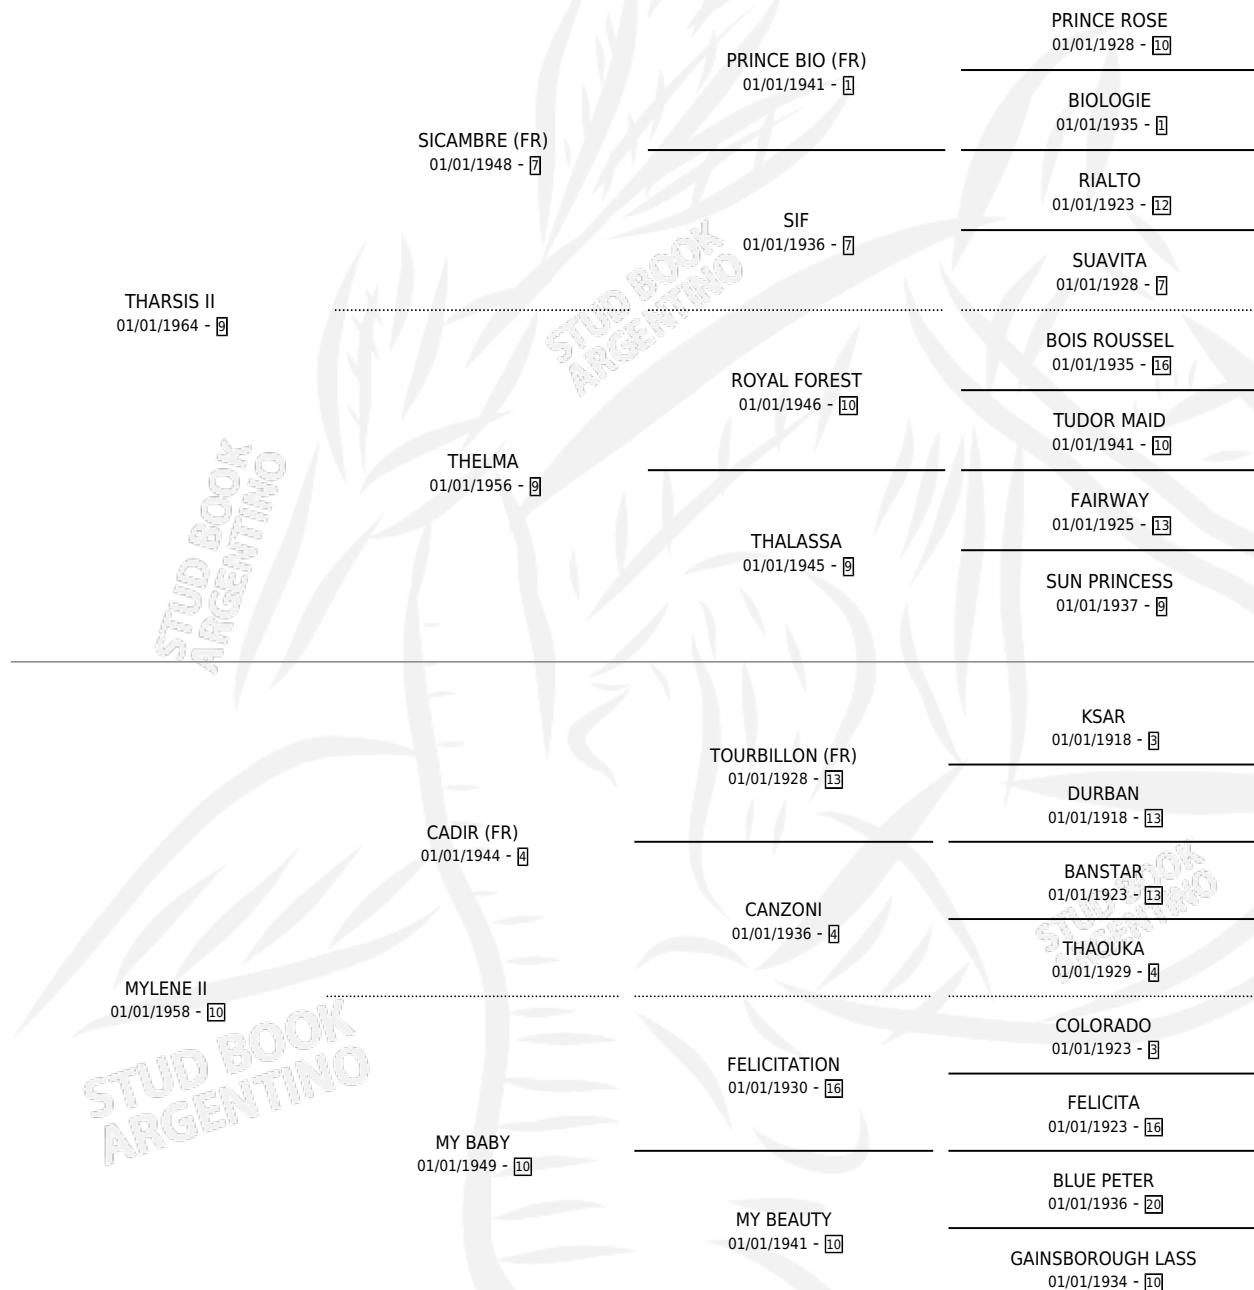 PRINCE ROSE
01/01/1928 - 10
PRINCE BIO (FR)
01/01/1941 - 1
BIOLOGIE
01/01/1935 - 1
SICAMBRE (FR)
01/01/1948 - 7
RIALTO
01/01/1923 - 12
SIF
01/01/1936 - 7
SUAVITA
01/01/1928 - 7
STUD BOOK
ARGENTINO
THARSIS II
01/01/1964 - 9
BOIS ROUSSEL
01/01/1935 - 16
ROYAL FOREST
01/01/1946 - 10
TUDOR MAID
01/01/1941 - 10
THELMA
01/01/1956 - 9
FAIRWAY
01/01/1925 - 13
THALASSA
01/01/1945 - 9
SUN PRINCESS
01/01/1937 - 9
STUD BOOK
ARGENTINO
KSAR
01/01/1918 - 3
TOURBILLON (FR)
01/01/1928 - 13
DURBAN
01/01/1918 - 13
CADIR (FR)
01/01/1944 - 4
BANSTAR
01/01/1923 - 13
CANZONI
01/01/1936 - 4
THAOUKA
01/01/1929 - 4
STUD BOOK
ARGENTINO
MYLENE II
01/01/1958 - 10
COLORADO
01/01/1923 - 3
FELICITATION
01/01/1930 - 16
FELICITA
01/01/1923 - 16
STUD BOOK
ARGENTINO
MY BABY
01/01/1949 - 10
BLUE PETER
01/01/1936 - 20
MY BEAUTY
01/01/1941 - 10
GAINSBOROUGH LASS
01/01/1934 - 10